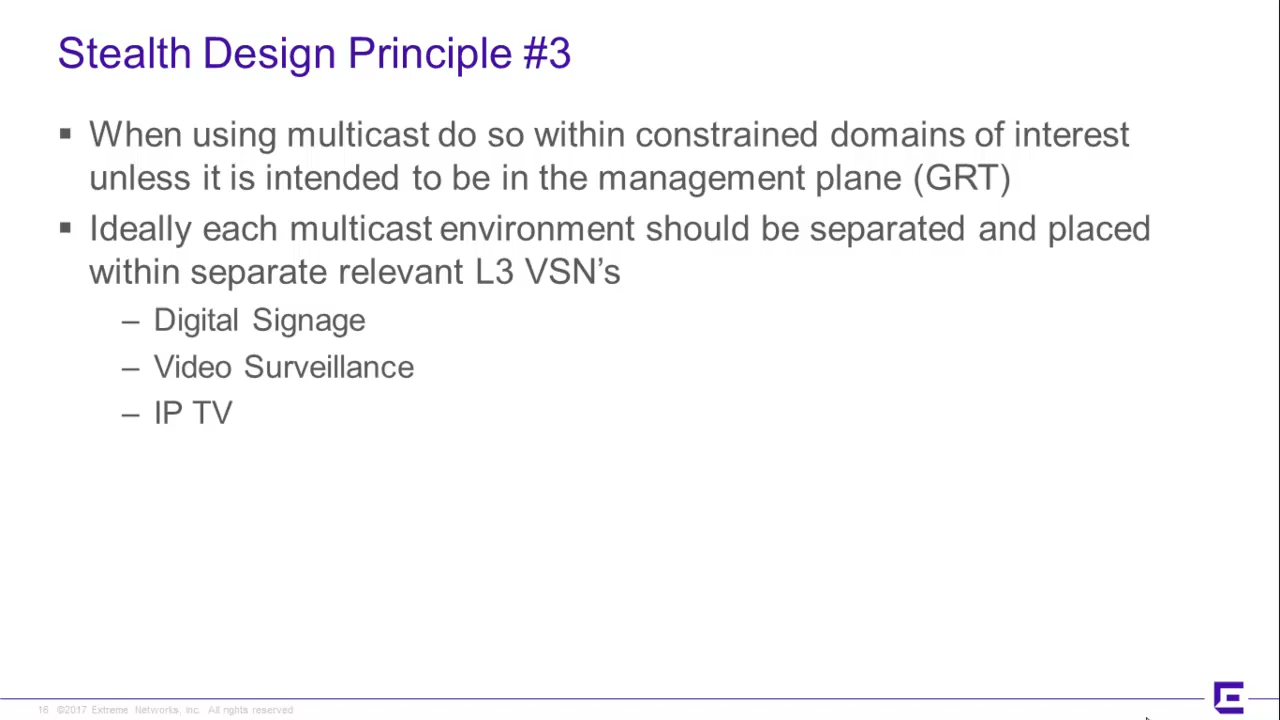 Stealth Design Principle #3
▪ When using multicast do so within constrained domains of interest
unless it is intended to be in the management plane (GRT)
▪ Ideally each multicast environment should be separated and placed
within separate relevant L3 VSN’s
– Digital Signage
– Video Surveillance
– IP TV
16 ©2017 Extreme Networks, Inc. All rights reserved